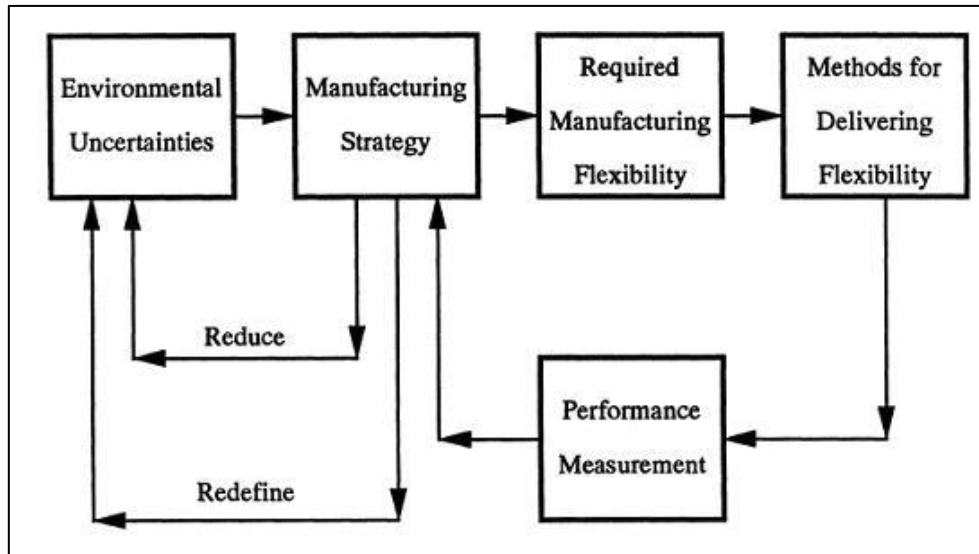 Environmental
Uncertainties
Manufacturing
Strategy
Required
Manufacturing
Flexibility
Methods for
Delivering
Flexibility
Reduce
Performance
Measurement
Redefine